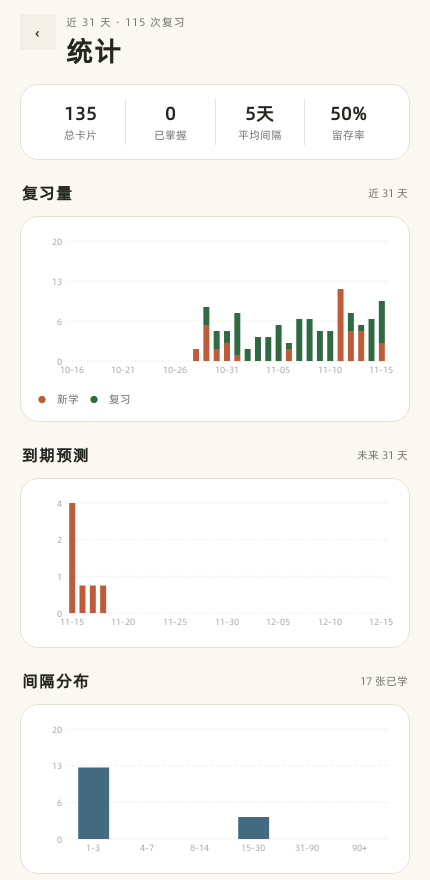 ‹
近 31 天 · 115 次复习
统计
135 0 5天 50%
总卡片 已掌握 平均间隔 留存率
复习量 近 31 天
20
13
6
0
10-16 10-21 10-26 10-31 11-05 11-10 11-15
新学 复习
到期预测 未来 31 天
4
2
1
0
11-15 11-20 11-25 11-30 12-05 12-10 12-15
间隔分布 17 张已学
20
13
6
0
1-3 4-7 8-14 15-30 31-90 90+